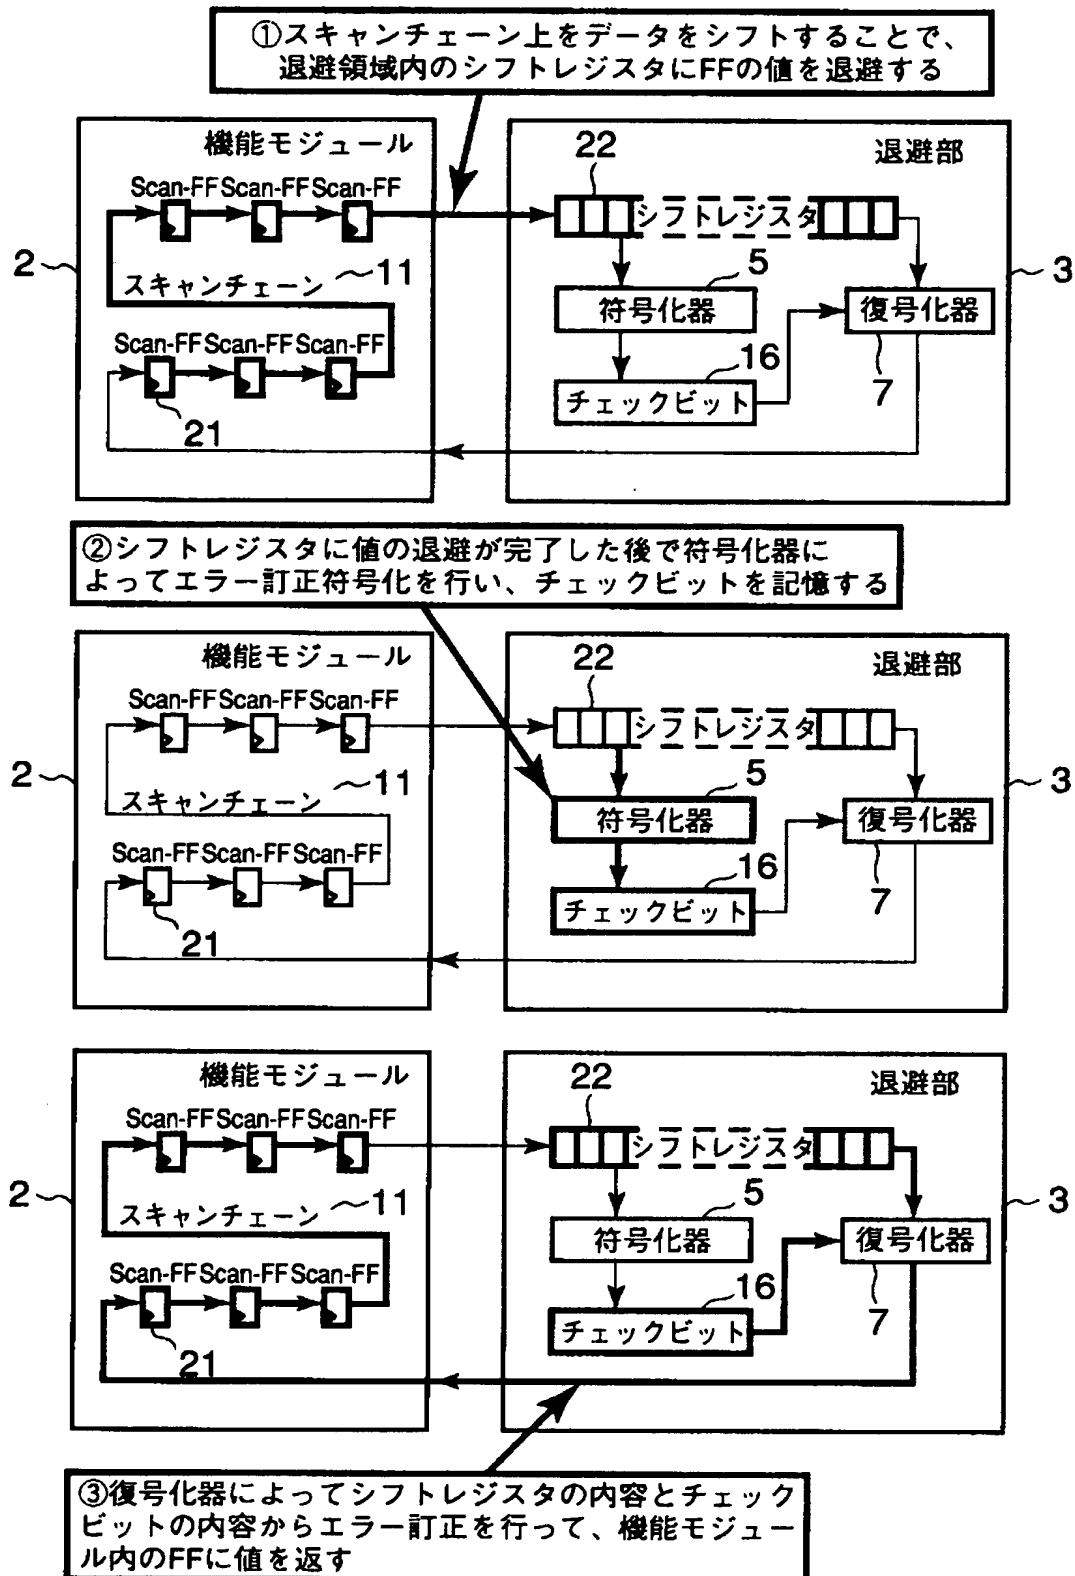 ①スキャンチェーン上をデータをシフトすることで、
退避領域内のシフトレジスタにFFの値を退避する
機能モジュール
22
退避部
Scan-FF Scan-FF Scan-FF
シフトレジスタ
2
スキャンチェーン
11
5
3
符号化器
復号化器
Scan-FF Scan-FF Scan-FF
16
チェックビット
7
21
②シフトレジスタに値の退避が完了した後で符号化器に
よってエラー訂正符号化を行い、チェックビットを記憶する
機能モジュール
22
退避部
Scan-FF Scan-FF Scan-FF
シフトレジスタ
2
スキャンチェーン
11
5
3
符号化器
復号化器
Scan-FF Scan-FF Scan-FF
16
チェックビット
7
21
機能モジュール
22
退避部
Scan-FF Scan-FF Scan-FF
シフトレジスタ
2
スキャンチェーン
11
5
3
符号化器
復号化器
Scan-FF Scan-FF Scan-FF
16
チェックビット
7
21
③復号化器によってシフトレジスタの内容とチェック
ビットの内容からエラー訂正を行って、機能モジュー
ル内のFFに値を返す